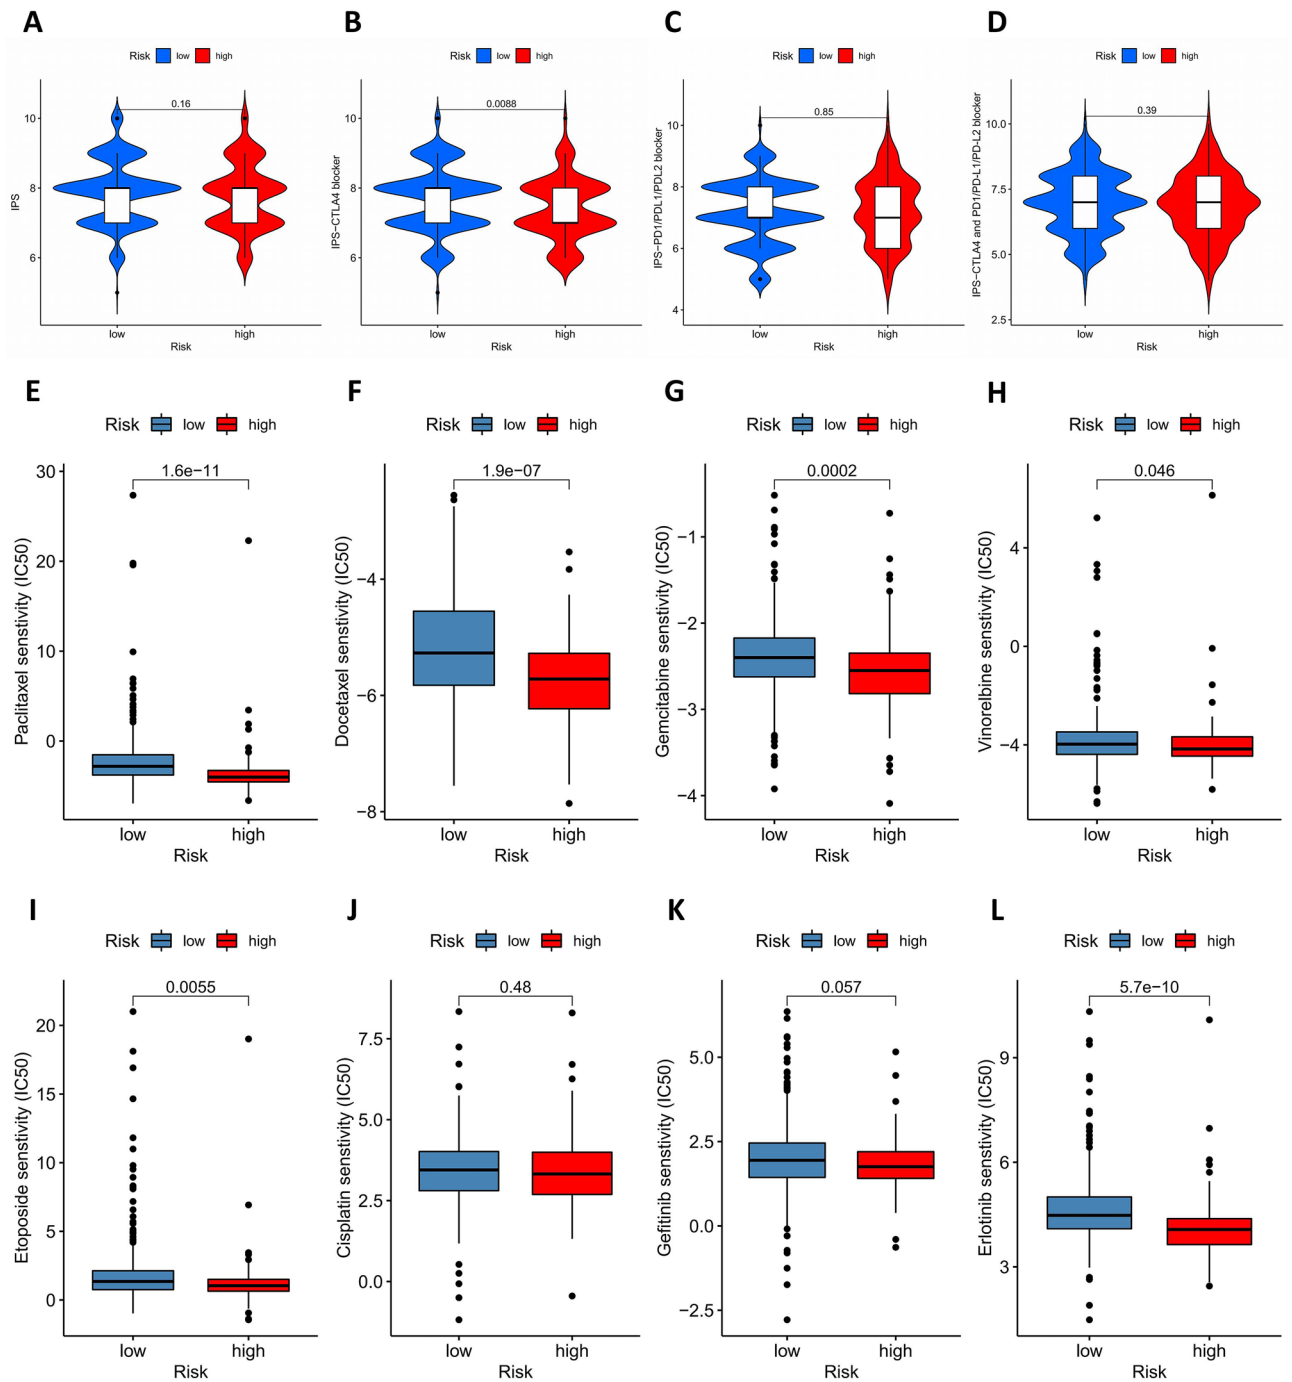 A
B
C
D
Risk low high
Risk low high
Risk low high
Risk low high
IPS
10
8
6
0.16
low high
Risk
IPS−CTLA4 blocker
10
8
6
0.0088
low high
Risk
IPS−PD1/PDL1/PDL2 blocker
10
8
6
4
0.85
low high
Risk
IPS−CTLA4 and PD1/PD−L1/PD−L2 blocker
10.0
7.5
5.0
2.5
0.39
low high
Risk
E
F
G
H
Risk low high
Risk low high
Risk low high
Risk low high
Paclitaxel senstivity (IC50)
30
20
10
0
1.6e−11
low high
Risk
Docetaxel senstivity (IC50)
−4
−6
−8
1.9e−07
low high
Risk
Gemcitabine senstivity (IC50)
−1
−2
−3
−4
0.0002
low high
Risk
Vinorelbine senstivity (IC50)
4
0
−4
0.046
low high
Risk
I
J
K
L
Risk low high
Risk low high
Risk low high
Risk low high
Etoposide senstivity (IC50)
20
15
10
5
0
0.0055
low high
Risk
Cisplatin senstivity (IC50)
7.5
5.0
2.5
0.0
0.48
low high
Risk
Gefitinib senstivity (IC50)
5.0
2.5
0.0
−2.5
0.057
low high
Risk
Erlotinib senstivity (IC50)
9
6
3
5.7e−10
low high
Risk